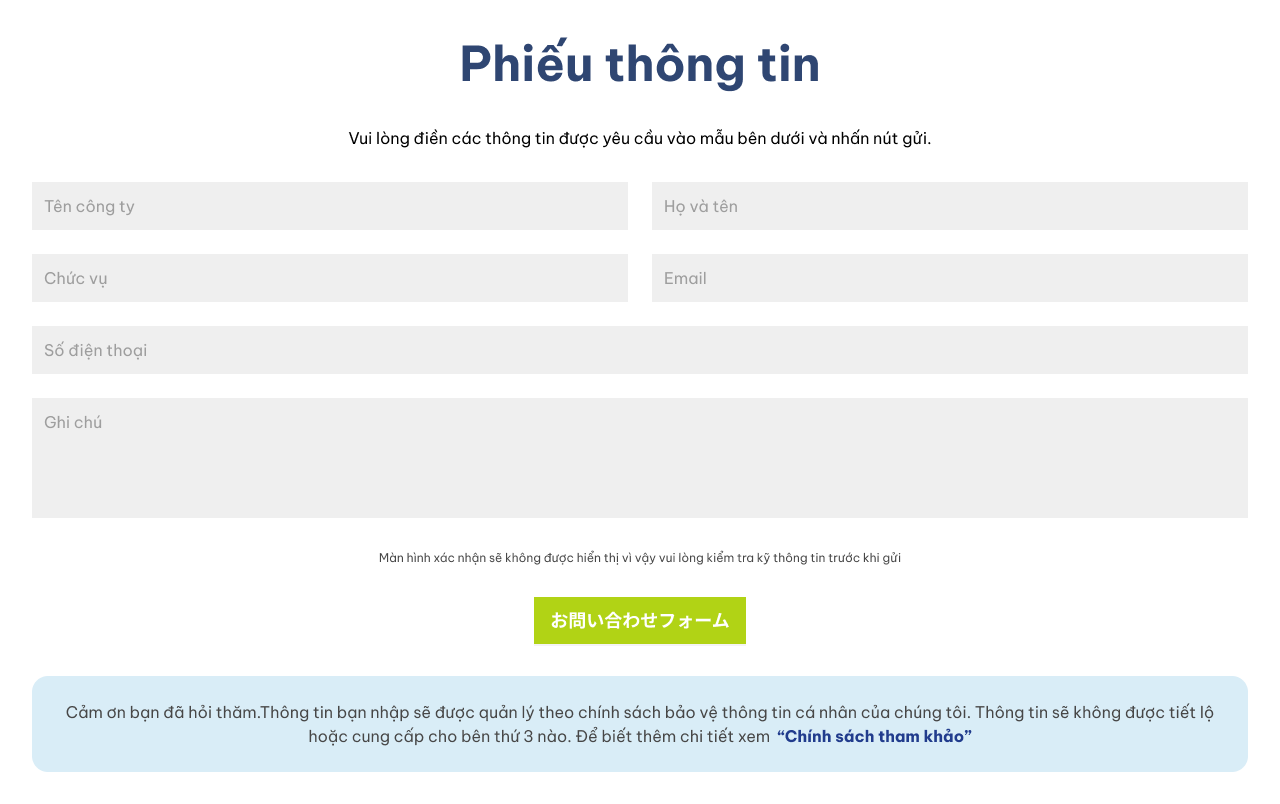 Phiếu thông tin
Vui lòng điền các thông tin được yêu cầu vào mẫu bên dưới và nhấn nút gửi.
Tên công ty
Họ và tên
Chức vụ
Email
Số điện thoại
Ghi chú
Màn hình xác nhận sẽ không được hiển thị vì vậy vui lòng kiểm tra kỹ thông tin trước khi gửi
お問い合わせフォーム
Cảm ơn bạn đã hỏi thăm.Thông tin bạn nhập sẽ được quản lý theo chính sách bảo vệ thông tin cá nhân của chúng tôi. Thông tin sẽ không được tiết lộ
hoặc cung cấp cho bên thứ 3 nào. Để biết thêm chi tiết xem “Chính sách tham khảo”